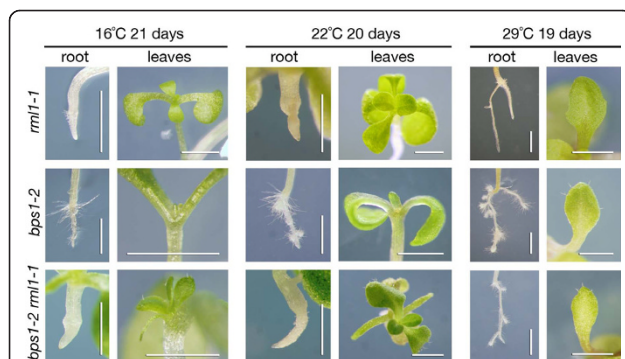 16°C 21 days 22°C 20 days 29°C 19 days
root leaves root leaves root leaves
rml1-1
bps1-2
bps1-2 rml1-1